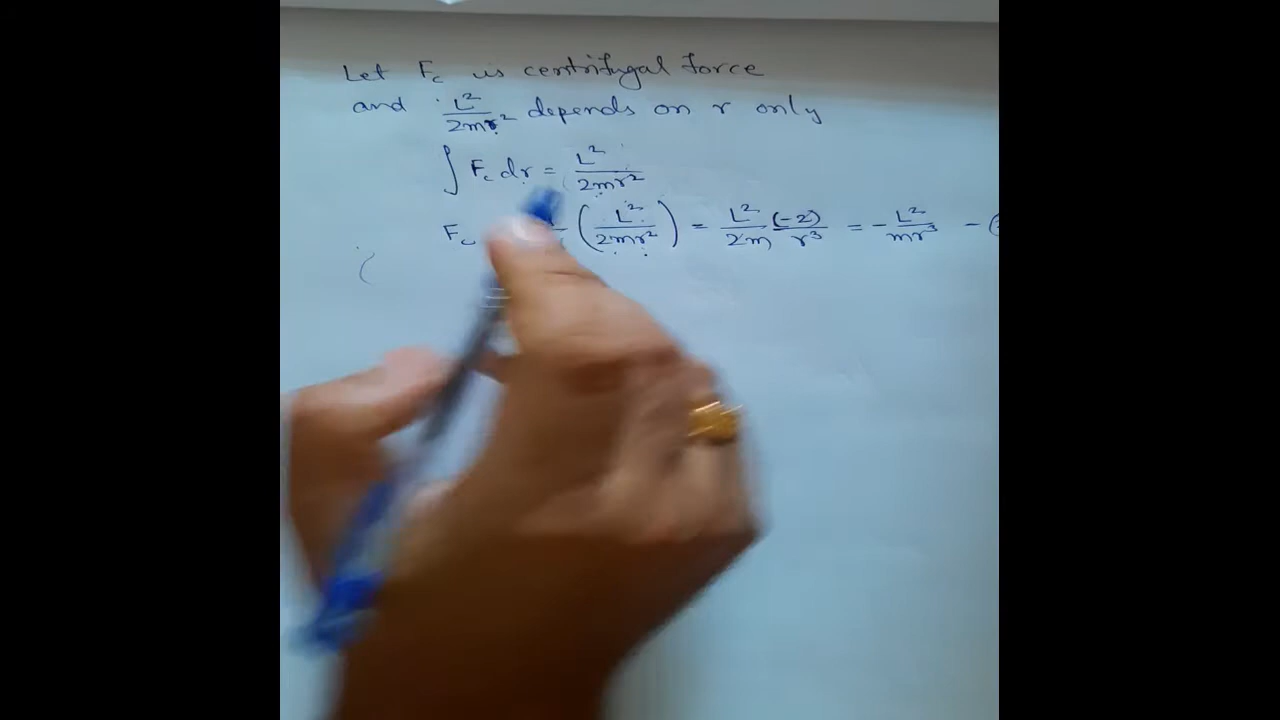 Let F_c is centrifugal force
and L²/2mr² depends on r only
∫ F_c dr = L²/2mr²
F_c (L²/2mr²) = L²/2m (-2)/r³ = - L²/mr³ -
(
=